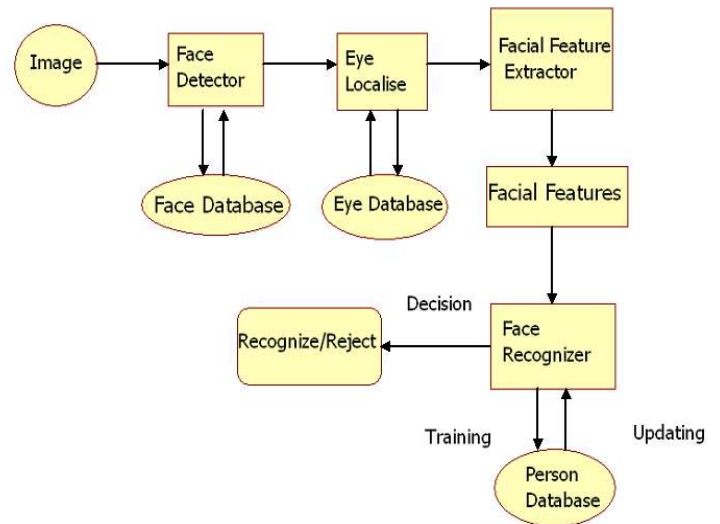 Image
Face
Detector
Eye
Localise
Facial Feature
Extractor
Face Database
Eye Database
Facial Features
Decision
Recognize/Reject
Face
Recognizer
Training
Updating
Person
Database